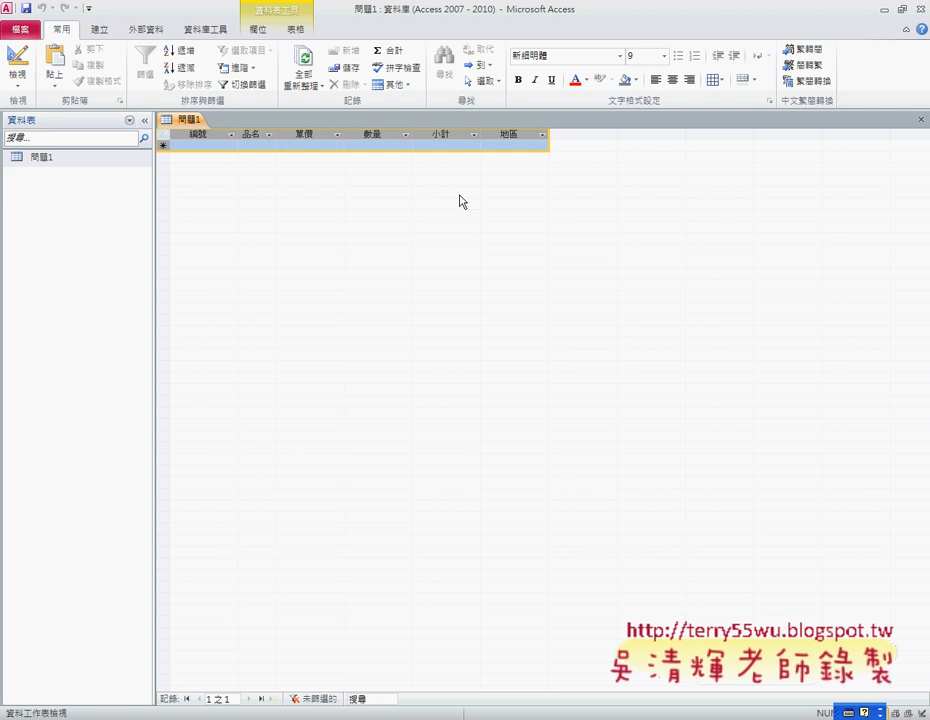 資料表工具
問題1 : 資料庫 (Access 2007 - 2010) - Microsoft Access
檔案
常用
建立
外部資料
資料庫工具
欄位
表格
檢視
貼上
剪下
複製
複製格式
篩選
遞增
遞減
移除排序
選取項目
進階
切換篩選
全部
重新整理
新增
儲存
刪除
合計
拼字檢查
其他
尋找
取代
到
選取
新細明體
9
B I U
繁轉簡
簡轉繁
繁簡轉換
檢視
剪貼簿
排序與篩選
記錄
尋找
文字格式設定
中文繁簡轉換
資料表
搜尋...
問題1
問題1
編號 品名 單價 數量 小計 地區
http://terry55wu.blogspot.tw
吳清輝老師錄製
記錄: 1 之 1 未篩選的 搜尋
資料工作表檢視
NUM